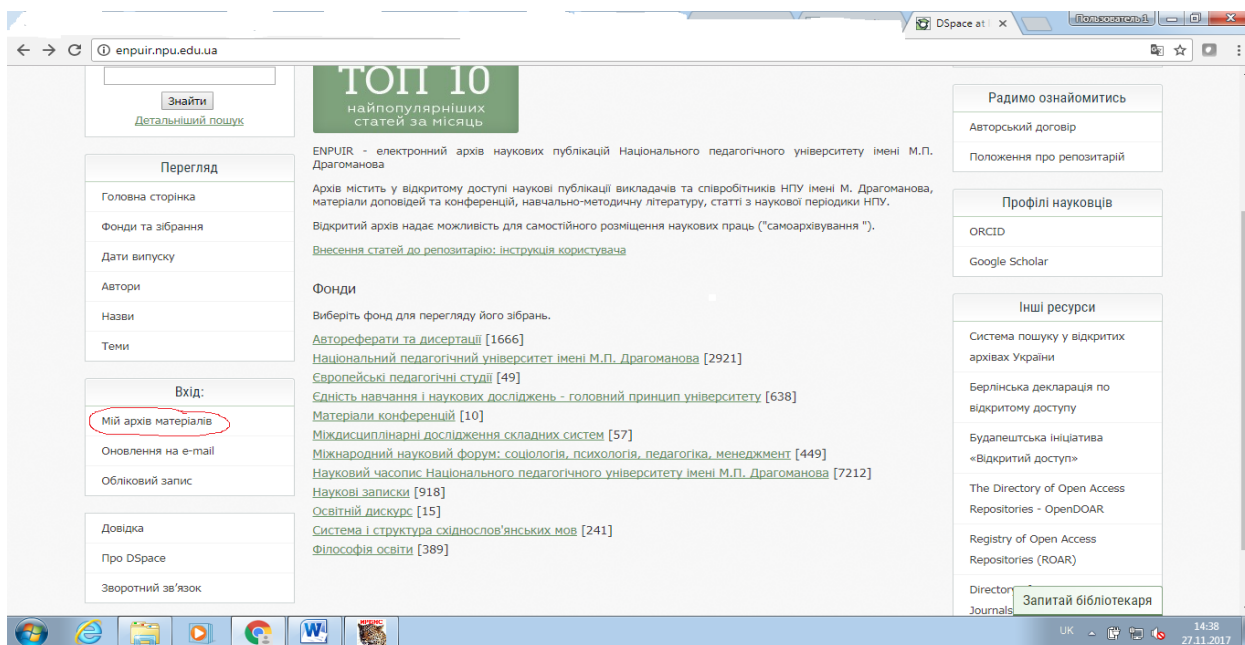 DSpace at
Пользователь 1
enpuir.npu.edu.ua
Знайти
Детальніший пошук
Перегляд
Головна сторінка
Фонди та зібрання
Дати випуску
Автори
Назви
Теми
Вхід:
Мій архів матеріалів
Оновлення на e-mail
Обліковий запис
Довідка
Про DSpace
Зворотний зв'язок
ТОП 10
найпопулярніших
статей за місяць
ENPUIR - електронний архів наукових публікацій Національного педагогічного університету імені М.П.
Драгоманова
Архів містить у відкритому доступі наукові публікації викладачів та співробітників НПУ імені М. Драгоманова,
матеріали доповідей та конференцій, навчально-методичну літературу, статті з наукової періодики НПУ.
Відкритий архів надає можливість для самостійного розміщення наукових праць ("самоархівування ").
Внесення статей до репозитарію: інструкція користувача
Фонди
Виберіть фонд для перегляду його зібрань.
Автореферати та дисертації [1666]
Національний педагогічний університет імені М.П. Драгоманова [2921]
Європейські педагогічні студії [49]
Єдність навчання і наукових досліджень - головний принцип університету [638]
Матеріали конференцій [10]
Міждисциплінарні дослідження складних систем [57]
Міжнародний науковий форум: соціологія, психологія, педагогіка, менеджмент [449]
Науковий часопис Національного педагогічного університету імені М.П. Драгоманова [7212]
Наукові записки [918]
Освітній дискурс [15]
Система і структура східнослов'янських мов [241]
Філософія освіти [389]
Радимо ознайомитись
Авторський договір
Положення про репозитарій
Профілі науковців
ORCID
Google Scholar
Інші ресурси
Система пошуку у відкритих
архівах України
Берлінська декларація по
відкритому доступу
Будапештська ініціатива
«Відкритий доступ»
The Directory of Open Access
Repositories - OpenDOAR
Registry of Open Access
Repositories (ROAR)
Journals
Запитай бібліотекаря
ИРБИС
UK
14:38
27.11.2017